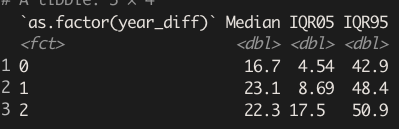 # A tibble: 3 × 4
`as.factor(year_diff)` Median IQR05 IQR95
<fct> <dbl> <dbl> <dbl>
1 0 16.7 4.54 42.9
2 1 23.1 8.69 48.4
3 2 22.3 17.5 50.9